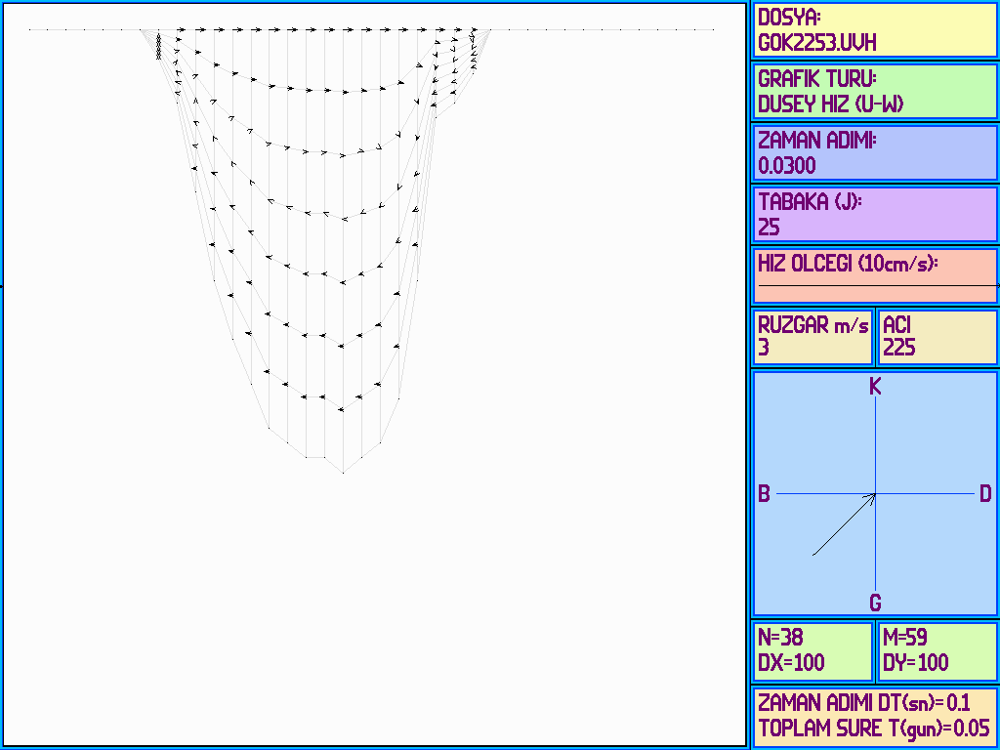 DOSYA:
GOK2253.UVH
GRAFIK TURU:
DUSEY HIZ (U-W)
ZAMAN ADIMI:
0.0300
TABAKA (J):
25
HIZ OLCEGI (10cm/s):
RUZGAR m/s
3
ACI
225
K
B
D
G
N=38
DX=100
M=59
DY=100
ZAMAN ADIMI DT(sn)=0.1
TOPLAM SURE T(gun)=0.05